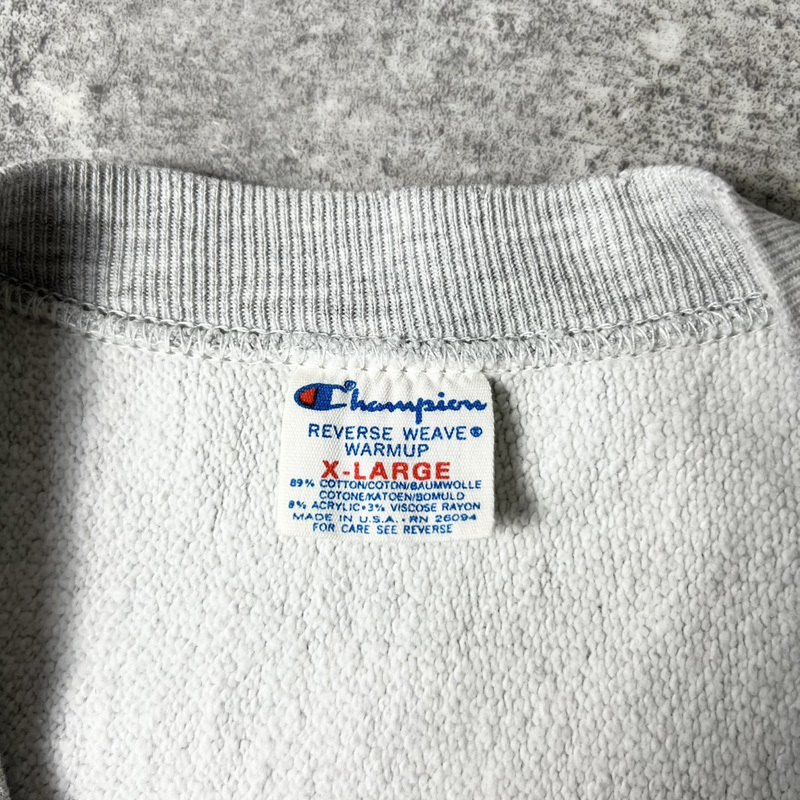 Champion®
REVERSE WEAVE®
WARMUP
X-LARGE
89% COTTON/COTON/BAUMWOLLE
COTONE/KATOEN/BOMULD
8% ACRYLIC•3% VISCOSE RAYON
MADE IN U.S.A.•RN 26094
FOR CARE SEE REVERSE